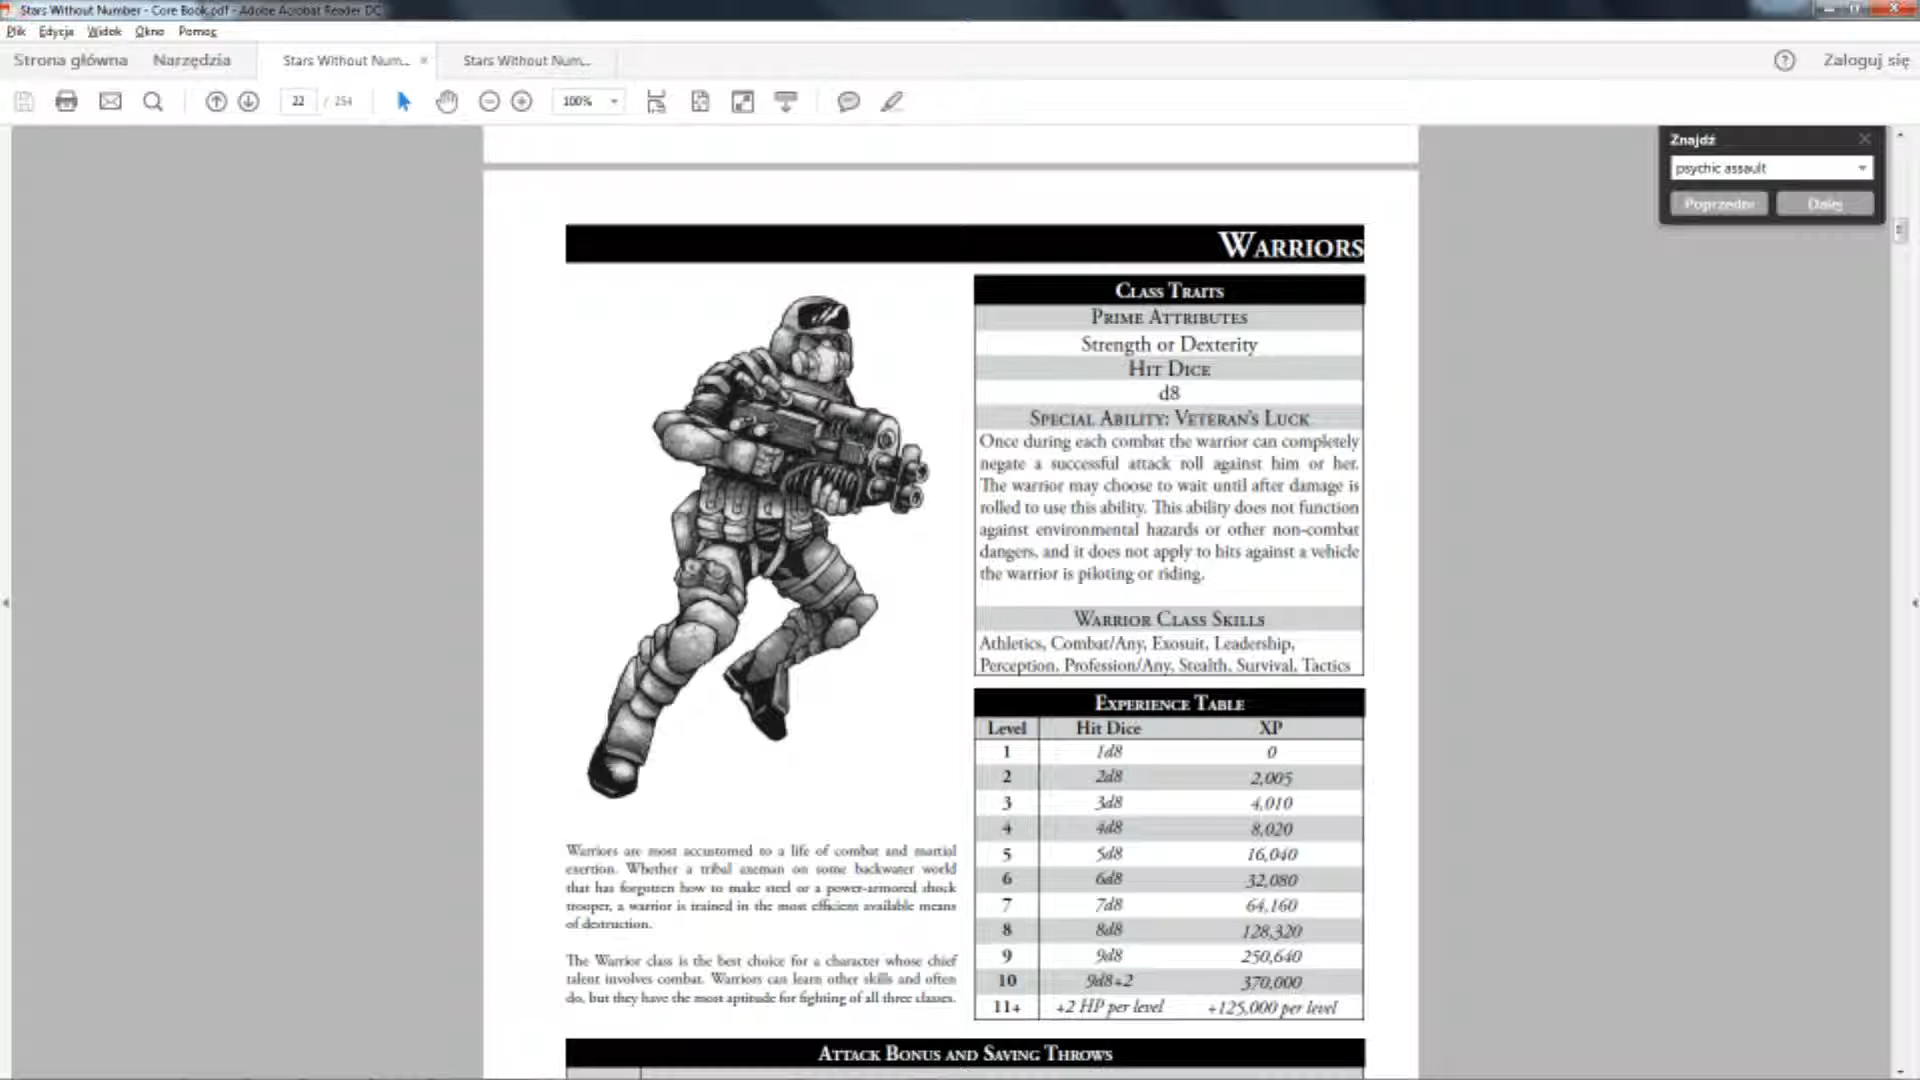 Stars Without Number - Core Book.pdf - Adobe Acrobat Reader DC
Plik Edycja Widok Okno Pomoc
Strona główna Narzędzia Stars Without Num... × Stars Without Num... Zaloguj się
22 / 254 100%
Znajdź
psychic assault
Poprzedni Dalej
WARRIORS
CLASS TRAITS
PRIME ATTRIBUTES
Strength or Dexterity
HIT DICE
d8
SPECIAL ABILITY: VETERAN'S LUCK
Once during each combat the warrior can completely
negate a successful attack roll against him or her.
The warrior may choose to wait until after damage is
rolled to use this ability. This ability does not function
against environmental hazards or other non-combat
dangers, and it does not apply to hits against a vehicle
the warrior is piloting or riding.
WARRIOR CLASS SKILLS
Athletics, Combat/Any, Exosuit, Leadership,
Perception, Profession/Any, Stealth, Survival, Tactics
EXPERIENCE TABLE
Level Hit Dice XP
1 1d8 0
2 2d8 2,005
3 3d8 4,010
4 4d8 8,020
5 5d8 16,040
6 6d8 32,080
7 7d8 64,160
8 8d8 128,320
9 9d8 250,640
10 9d8+2 370,000
11+ +2 HP per level +125,000 per level
Warriors are most accustomed to a life of combat and martial
exertion. Whether a tribal axeman on some backwater world
that has forgotten how to make steel or a power-armored shock
trooper, a warrior is trained in the most efficient available means
of destruction.
The Warrior class is the best choice for a character whose chief
talent involves combat. Warriors can learn other skills and often
do, but they have the most aptitude for fighting of all three classes.
ATTACK BONUS AND SAVING THROWS